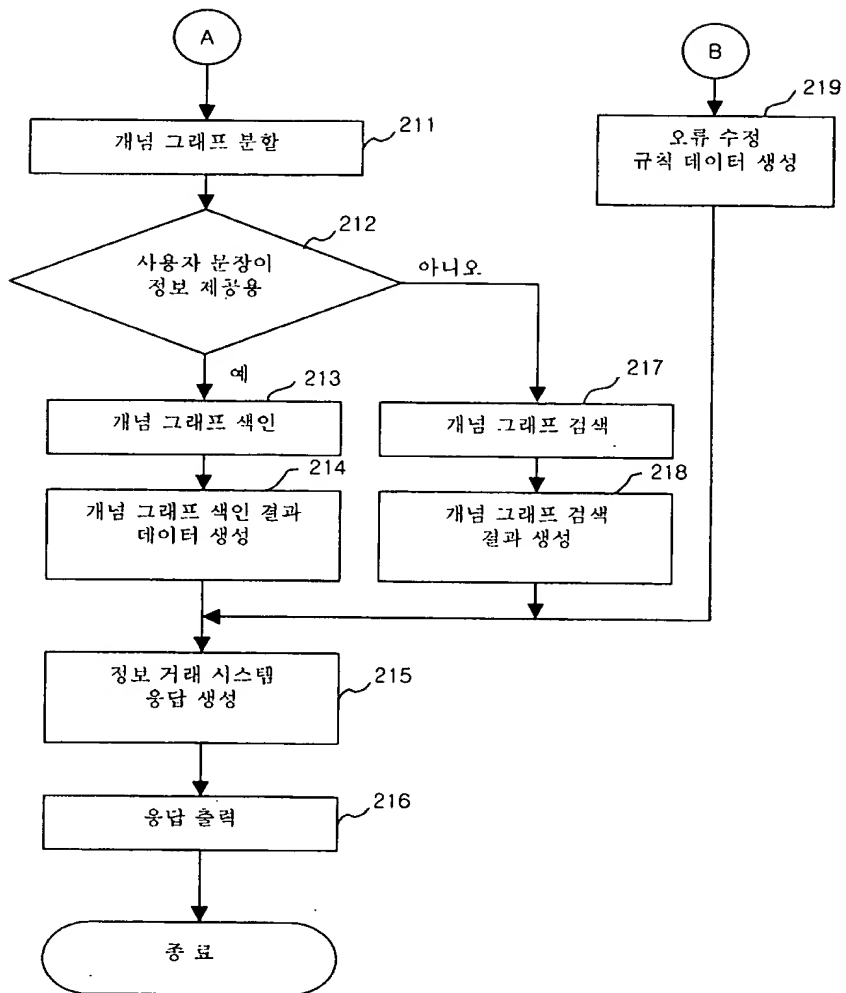 A
B
219
211
개념 그래프 분할
오류 수정
규칙 데이터 생성
212
사용자 문장이
정보 제공용
아니오
예
213
217
개념 그래프 색인
개념 그래프 검색
214
218
개념 그래프 색인 결과
데이터 생성
개념 그래프 검색
결과 생성
정보 거래 시스템
응답 생성
215
응답 출력
216
종 료